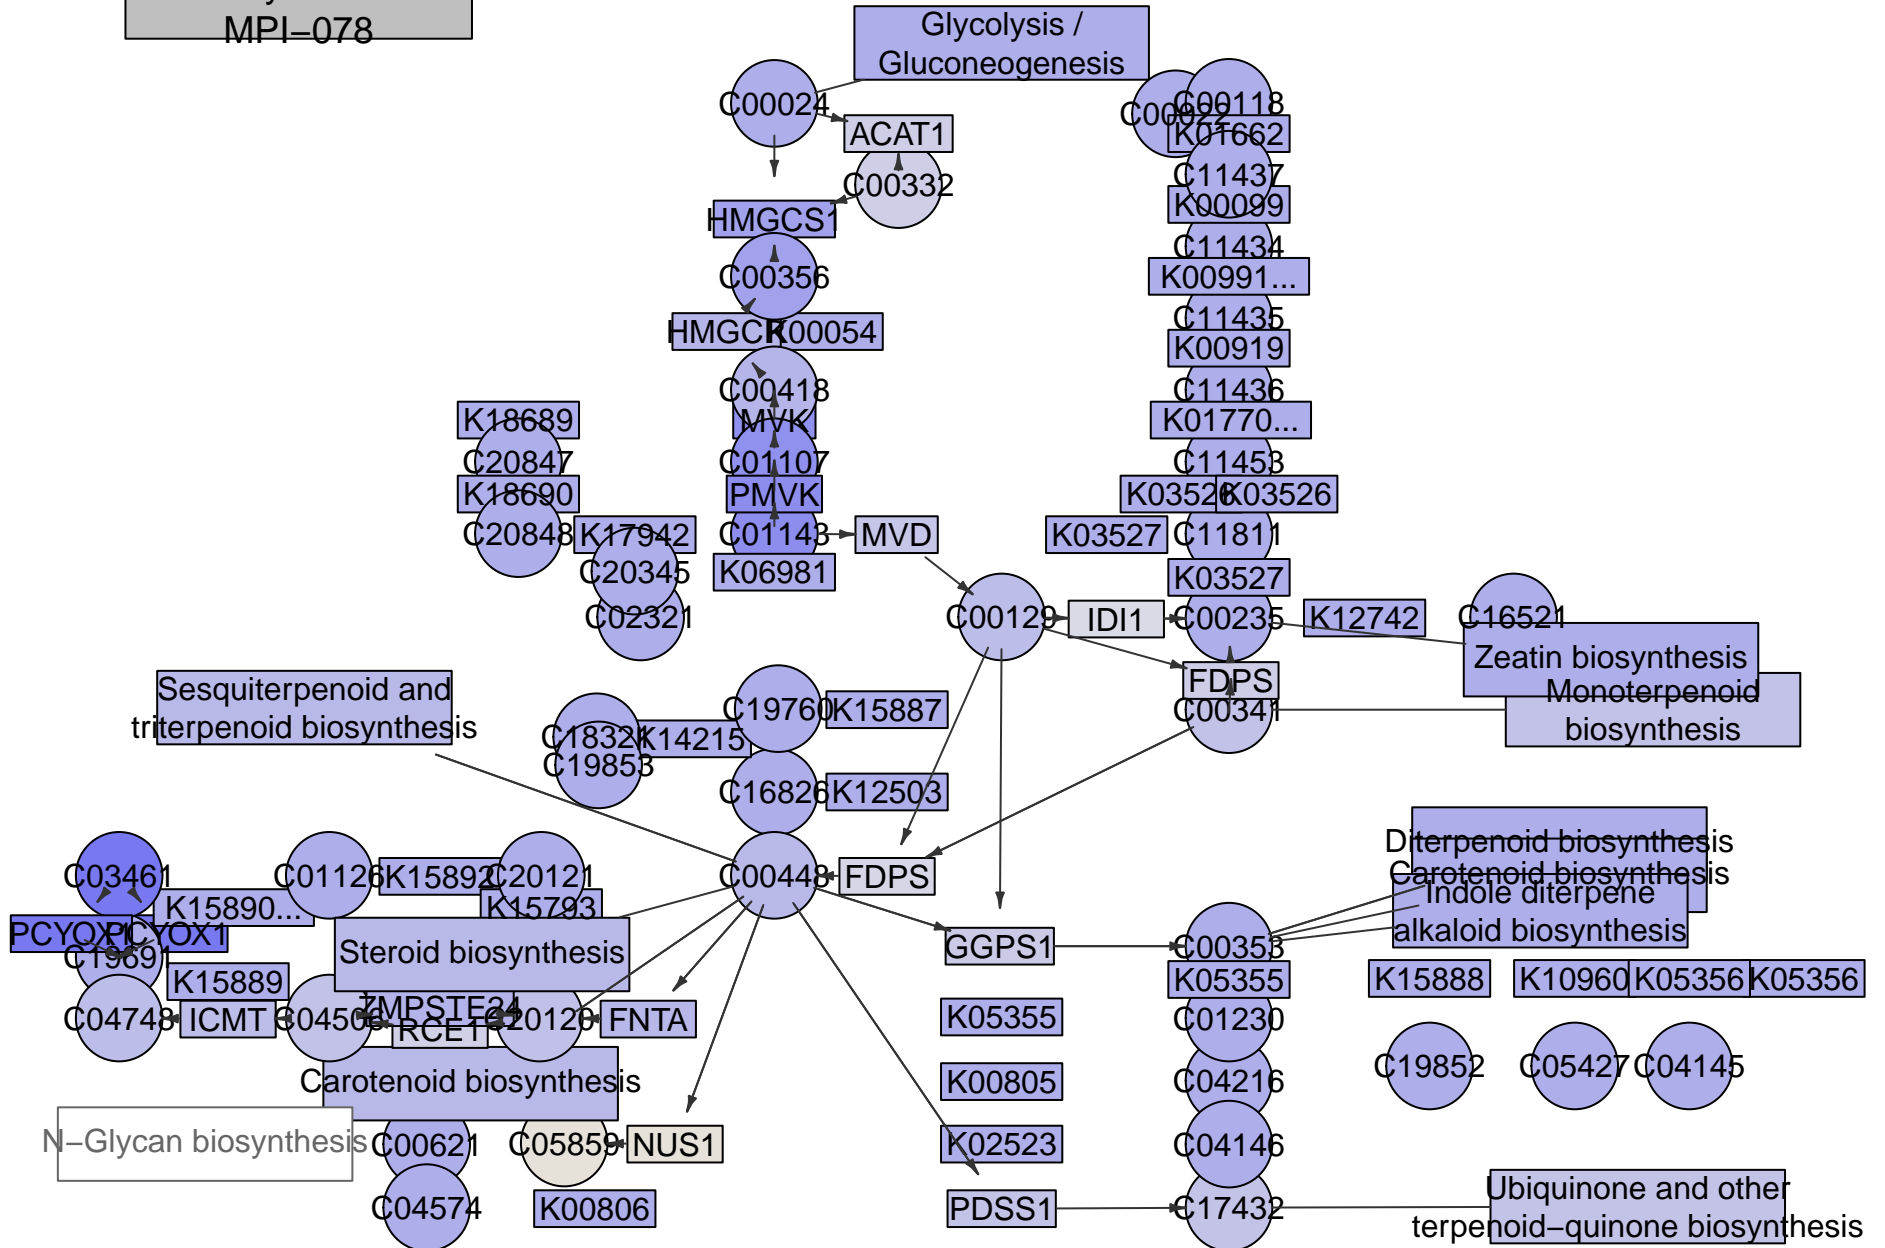 MPI–078
Glycolysis /
Gluconeogenesis
C00024
C00022
C00118
ACAT1
K01662
C00332
C11437
HMGCS1
K00099
C11434
C00356
K00991...
C11435
HMGCR
K00054
K00919
C00418
C11436
K18689
MVK
K01770...
C20847
C01107
C11453
K18690
PMVK
K03526
K03526
C20848
K17942
C01143
MVD
K03527
C11811
C20345
K06981
K03527
C02321
C00129
IDI1
C00235
K12742
C16521
Zeatin biosynthesis
FDPS
Sesquiterpenoid and
triterpenoid biosynthesis
Monoterpenoid
biosynthesis
C19760
K15887
C00341
C18324
K14215
C19853
C16826
K12503
Diterpenoid biosynthesis
Carotenoid biosynthesis
Indole diterpene
alkaloid biosynthesis
C03461
C01126
K15892
C20121
C00448
FDPS
K15890...
K15793
PCYOX1
PCYOX1
C19691
Steroid biosynthesis
GGPS1
C00353
K15889
K05355
K15888
K10960
K05356
K05356
C04748
ICMT
C04506
ZMPSTE24
RCE1
C20120
FNTA
K05355
C01230
C19852
C05427
C04145
Carotenoid biosynthesis
K00805
C04216
N–Glycan biosynthesis
C00621
C05859
NUS1
K02523
C04146
C04574
K00806
PDSS1
C17432
Ubiquinone and other
terpenoid–quinone biosynthesis